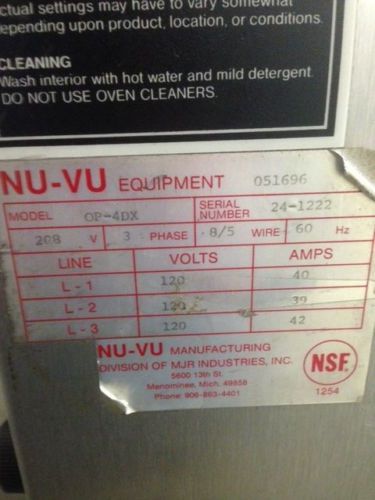 ctual settings may have to vary somewhat
epending upon product, location, or conditions.
CLEANING
Wash interior with hot water and mild detergent.
DO NOT USE OVEN CLEANERS.
NU-VU EQUIPMENT 051696
MODEL OP-4DX SERIAL NUMBER 24-1222
208 V 3 PHASE 8/5 WIRE 60 Hz
LINE VOLTS AMPS
L - 1 120 40
L - 2 120 39
L - 3 120 42
NU-VU MANUFACTURING
DIVISION OF MJR INDUSTRIES, INC.
5600 13th St.
Menominee, Mich. 49858
Phone 906-863-4401
NSF
1254